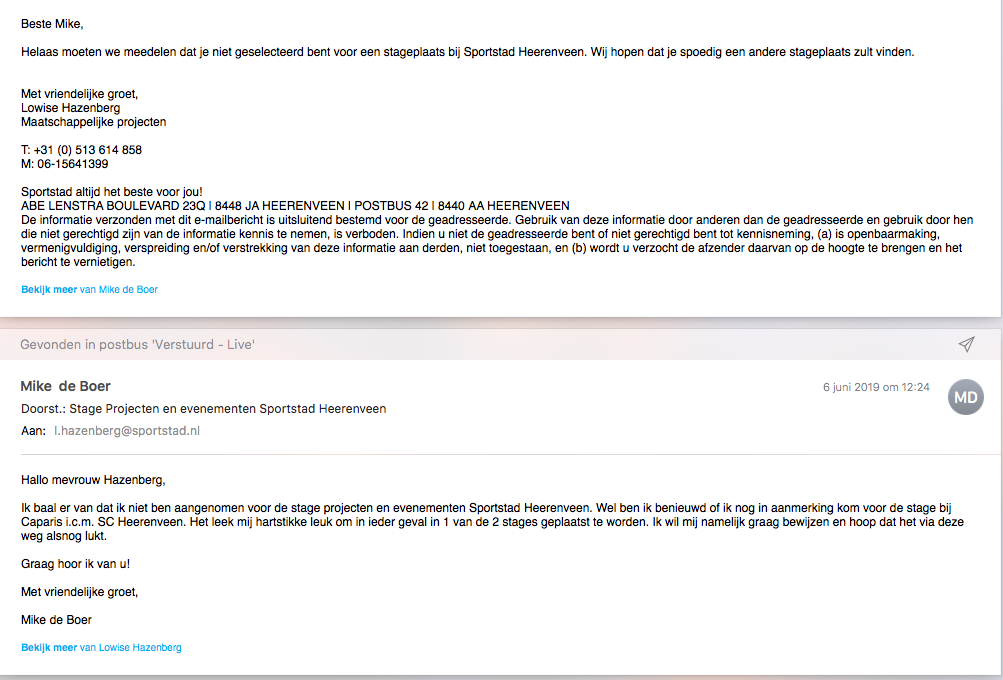 Beste Mike,
Helaas moeten we meedelen dat je niet geselecteerd bent voor een stageplaats bij Sportstad Heerenveen. Wij hopen dat je spoedig een andere stageplaats zult vinden.
Met vriendelijke groet,
Lowise Hazenberg
Maatschappelijke projecten
T: +31 (0) 513 614 858
M: 06-15641399
Sportstad altijd het beste voor jou!
ABE LENSTRA BOULEVARD 23Q I 8448 JA HEERENVEEN I POSTBUS 42 I 8440 AA HEERENVEEN
De informatie verzonden met dit e-mailbericht is uitsluitend bestemd voor de geadresseerde. Gebruik van deze informatie door anderen dan de geadresseerde en gebruik door hen
die niet gerechtigd zijn van de informatie kennis te nemen, is verboden. Indien u niet de geadresseerde bent of niet gerechtigd bent tot kennisneming, (a) is openbaarmaking,
vermenigvuldiging, verspreiding en/of verstrekking van deze informatie aan derden, niet toegestaan, en (b) wordt u verzocht de afzender daarvan op de hoogte te brengen en het
bericht te vernietigen.
Bekijk meer van Mike de Boer
Gevonden in postbus 'Verstuurd - Live'
Mike de Boer
6 juni 2019 om 12:24
MD
Doorst.: Stage Projecten en evenementen Sportstad Heerenveen
Aan: l.hazenberg@sportstad.nl
Hallo mevrouw Hazenberg,
Ik baal er van dat ik niet ben aangenomen voor de stage projecten en evenementen Sportstad Heerenveen. Wel ben ik benieuwd of ik nog in aanmerking kom voor de stage bij
Caparis i.c.m. SC Heerenveen. Het leek mij hartstikke leuk om in ieder geval in 1 van de 2 stages geplaatst te worden. Ik wil mij namelijk graag bewijzen en hoop dat het via deze
weg alsnog lukt.
Graag hoor ik van u!
Met vriendelijke groet,
Mike de Boer
Bekijk meer van Lowise Hazenberg